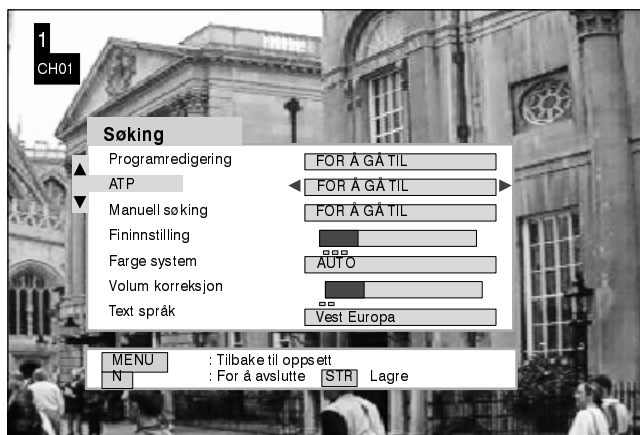 1
CH01
Søking
Programredigering FOR Å GÅ TIL
ATP FOR Å GÅ TIL
Manuell søking FOR Å GÅ TIL
Fininnstilling
Farge system AUTO
Volum korreksjon
Text språk Vest Europa
MENU : Tilbake til oppsett
N : For å avslutte STR Lagre